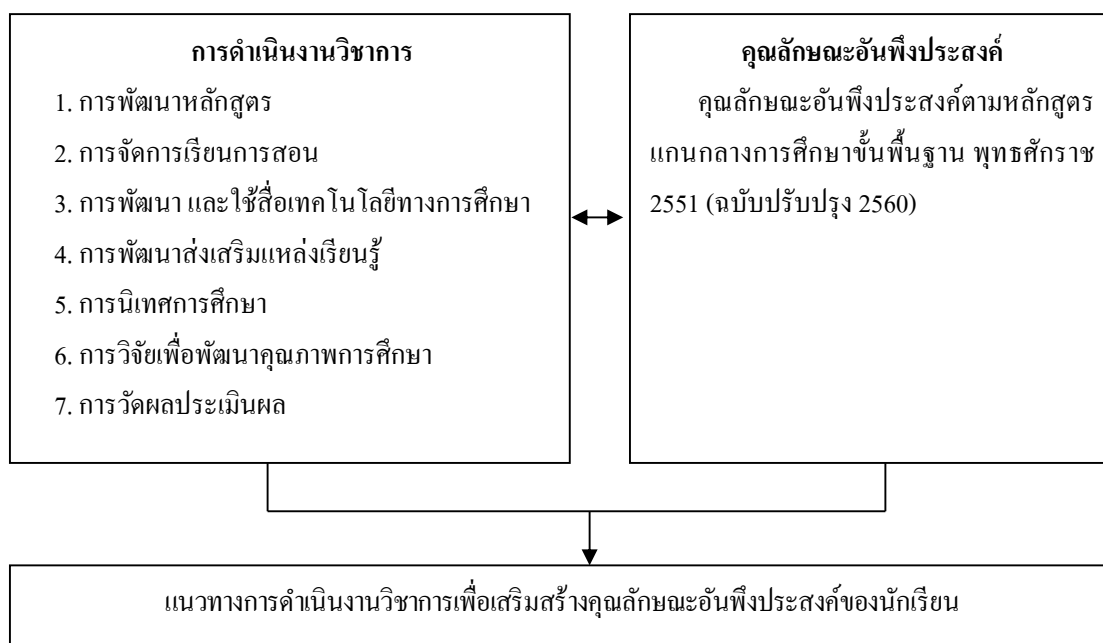 การดำเนินงานวิชาการ
1. การพัฒนาหลักสูตร
2. การจัดการเรียนการสอน
3. การพัฒนา และใช้สื่อเทคโนโลยีทางการศึกษา
4. การพัฒนาส่งเสริมแหล่งเรียนรู้
5. การนิเทศการศึกษา
6. การวิจัยเพื่อพัฒนาคุณภาพการศึกษา
7. การวัดผลประเมินผล
คุณลักษณะอันพึงประสงค์
คุณลักษณะอันพึงประสงค์ตามหลักสูตร
แกนกลางการศึกษาขั้นพื้นฐาน พุทธศักราช
2551 (ฉบับปรับปรุง 2560)
แนวทางการดำเนินงานวิชาการเพื่อเสริมสร้างคุณลักษณะอันพึงประสงค์ของนักเรียน